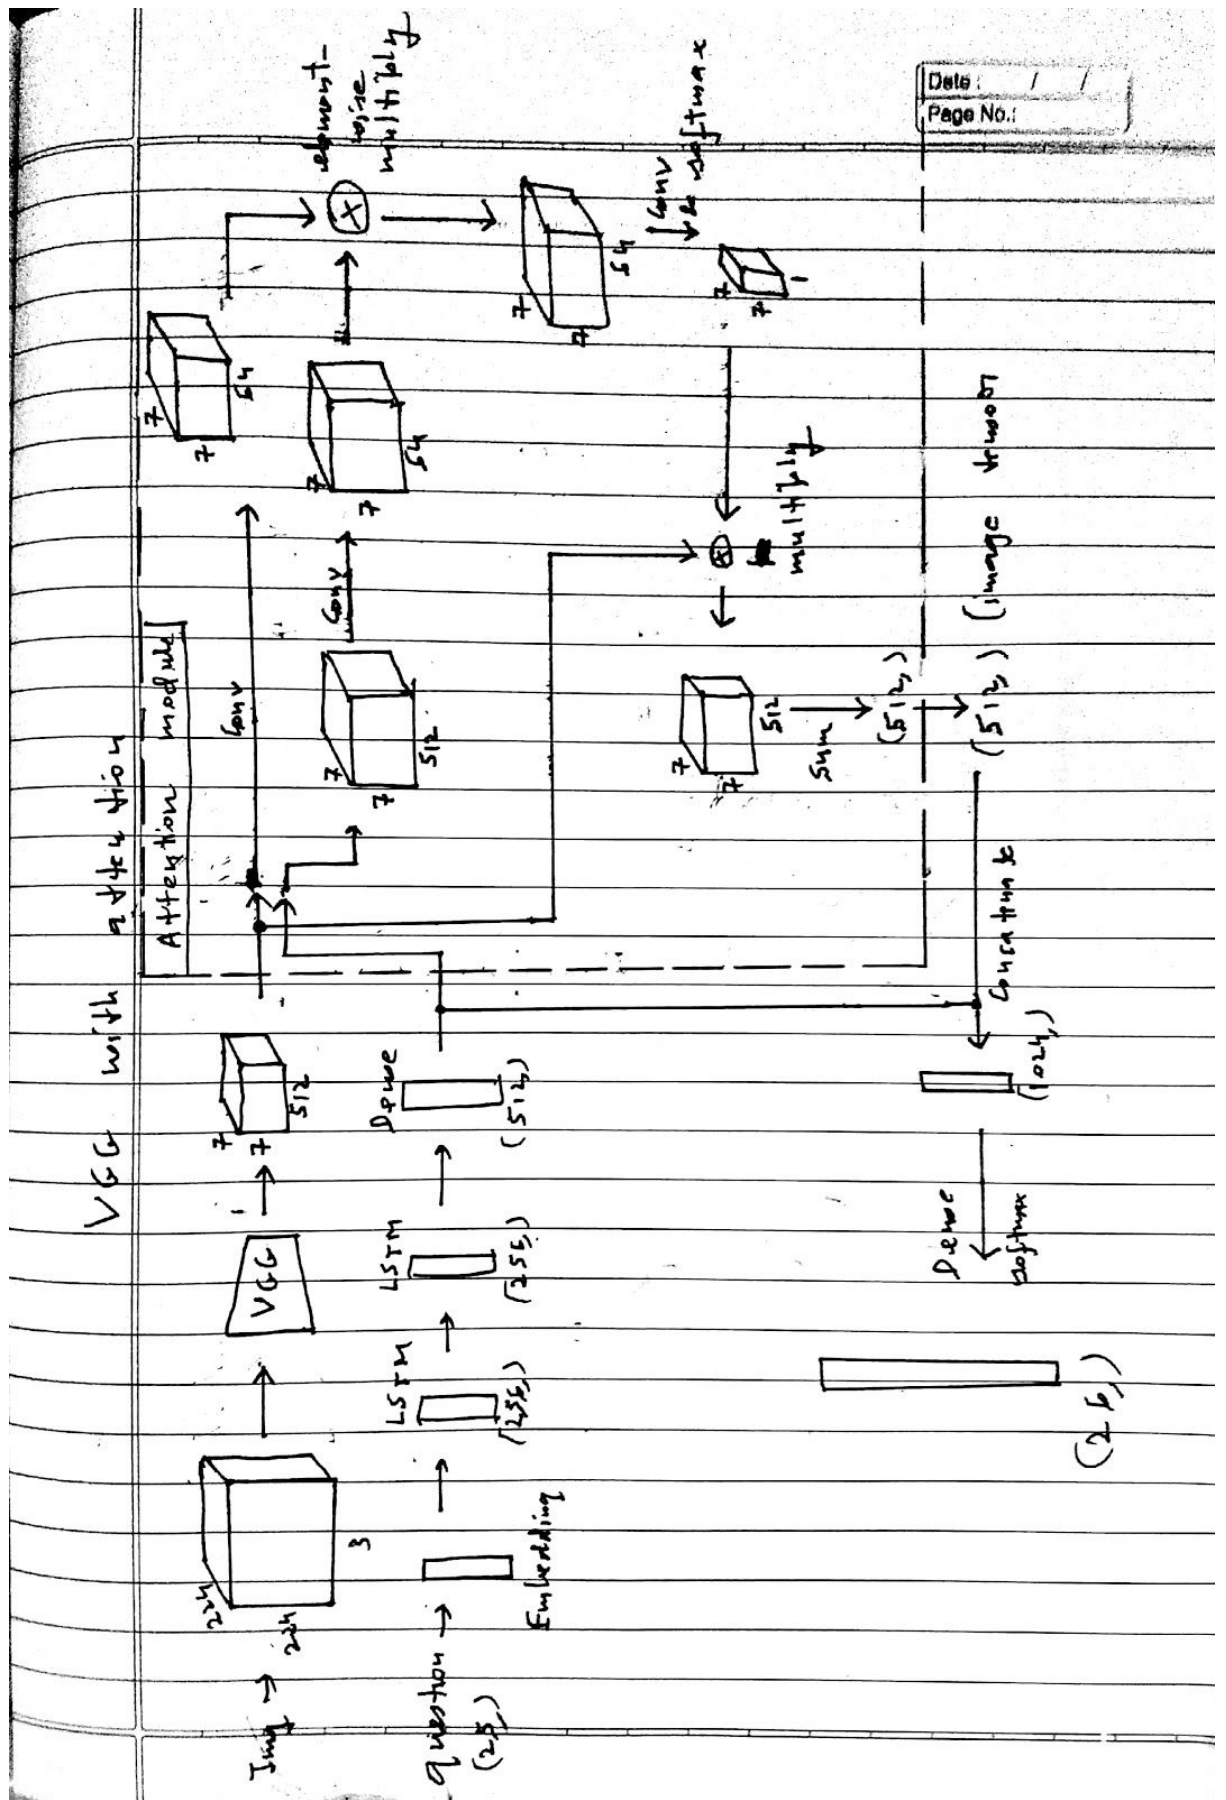 VGG with attention
Attention module
Img →
224
224
3
VGG
7
7
512
Conv
7
7
64
element-
wise
multiply
7
7
512
Conv
7
7
64
7
7
64
Conv
softmax
7
7
1
multiply
7
7
512
Sum
(512,)
(512,)
(image
question →
(25,)
Embedding
LSTM
(256,)
LSTM
(256,)
Dense
(512,)
Concatenate
(1024,)
Dense
softmax
(26,)
Date : / /
Page No.: